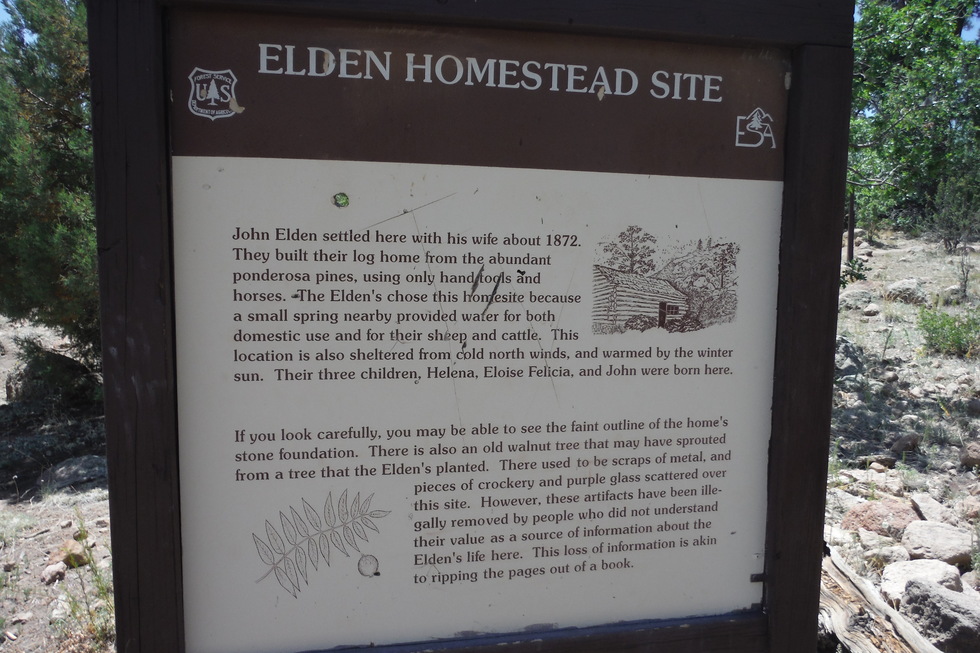 ELDEN HOMESTEAD SITE
FOREST SERVICE
U S
DEPARTMENT OF AGRICULTURE
ESA
John Elden settled here with his wife about 1872.
They built their log home from the abundant
ponderosa pines, using only hand tools and
horses. The Elden's chose this homesite because
a small spring nearby provided water for both
domestic use and for their sheep and cattle. This
location is also sheltered from cold north winds, and warmed by the winter
sun. Their three children, Helena, Eloise Felicia, and John were born here.
If you look carefully, you may be able to see the faint outline of the home's
stone foundation. There is also an old walnut tree that may have sprouted
from a tree that the Elden's planted. There used to be scraps of metal, and
pieces of crockery and purple glass scattered over
this site. However, these artifacts have been ille-
gally removed by people who did not understand
their value as a source of information about the
Elden's life here. This loss of information is akin
to ripping the pages out of a book.